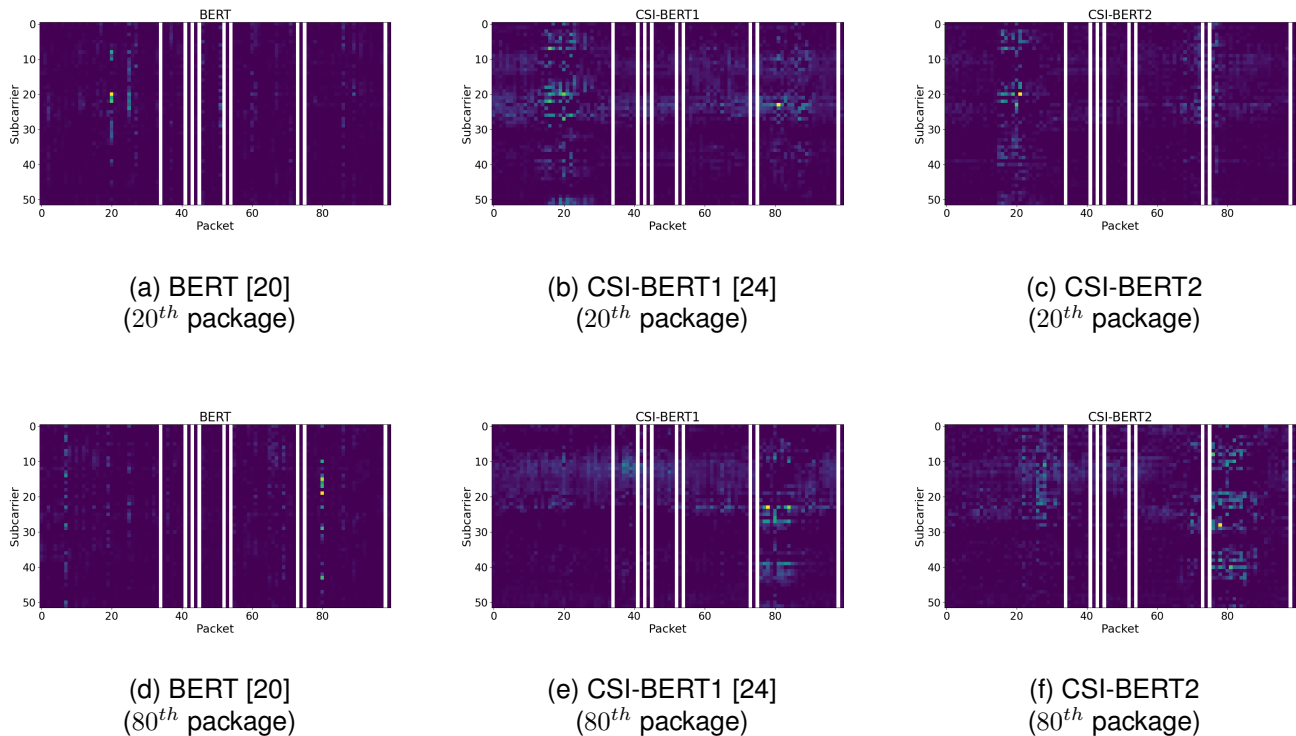 BERT
0
10
20
30
40
50
Subcarrier
0 20 40 60 80
Packet
(a) BERT [20]
(20th package)
CSI-BERT1
0
10
20
30
40
50
Subcarrier
0 20 40 60 80
Packet
(b) CSI-BERT1 [24]
(20th package)
CSI-BERT2
0
10
20
30
40
50
Subcarrier
0 20 40 60 80
Packet
(c) CSI-BERT2
(20th package)
BERT
0
10
20
30
40
50
Subcarrier
0 20 40 60 80
Packet
(d) BERT [20]
(80th package)
CSI-BERT1
0
10
20
30
40
50
Subcarrier
0 20 40 60 80
Packet
(e) CSI-BERT1 [24]
(80th package)
CSI-BERT2
0
10
20
30
40
50
Subcarrier
0 20 40 60 80
Packet
(f) CSI-BERT2
(80th package)